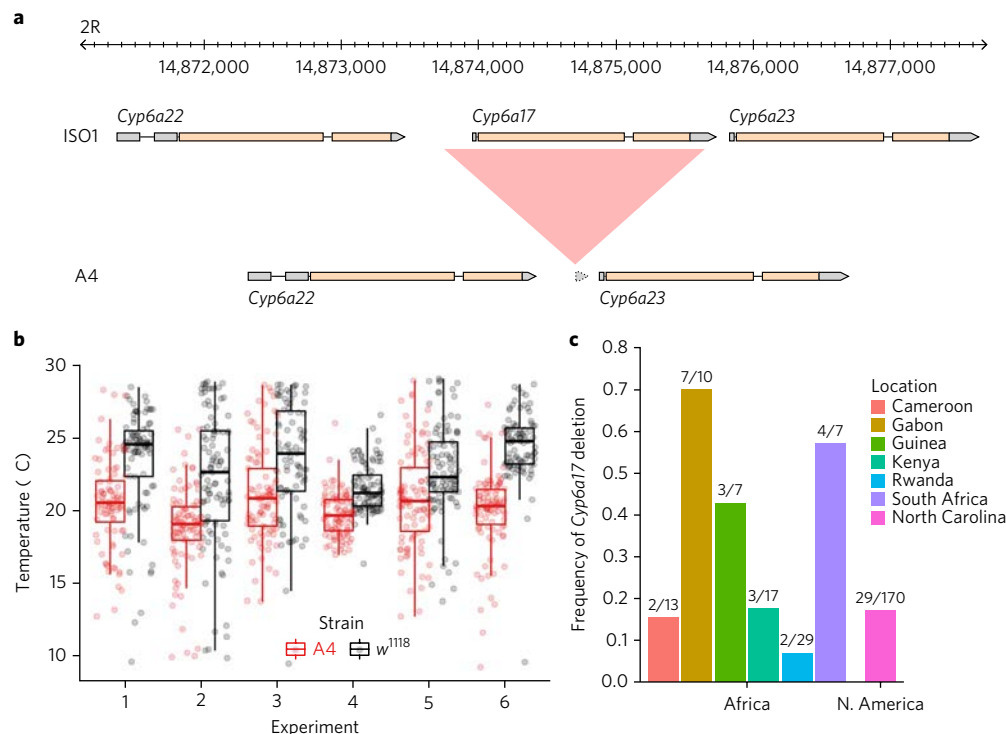 a
2R
14,872,000 14,873,000 14,874,000 14,875,000 14,876,000 14,877,000
Cyp6a22 Cyp6a17 Cyp6a23
ISO1
A4
Cyp6a22 Cyp6a23
b
30
25
20
15
10
Temperature ( C)
Strain
A4 w1118
1 2 3 4 5 6
Experiment
c
0.8
0.7
0.6
0.5
0.4
0.3
0.2
0.1
0.0
Frequency of Cyp6a17 deletion
2/13
7/10
3/7
3/17
2/29
4/7
29/170
Location
Cameroon
Gabon
Guinea
Kenya
Rwanda
South Africa
North Carolina
Africa N. America